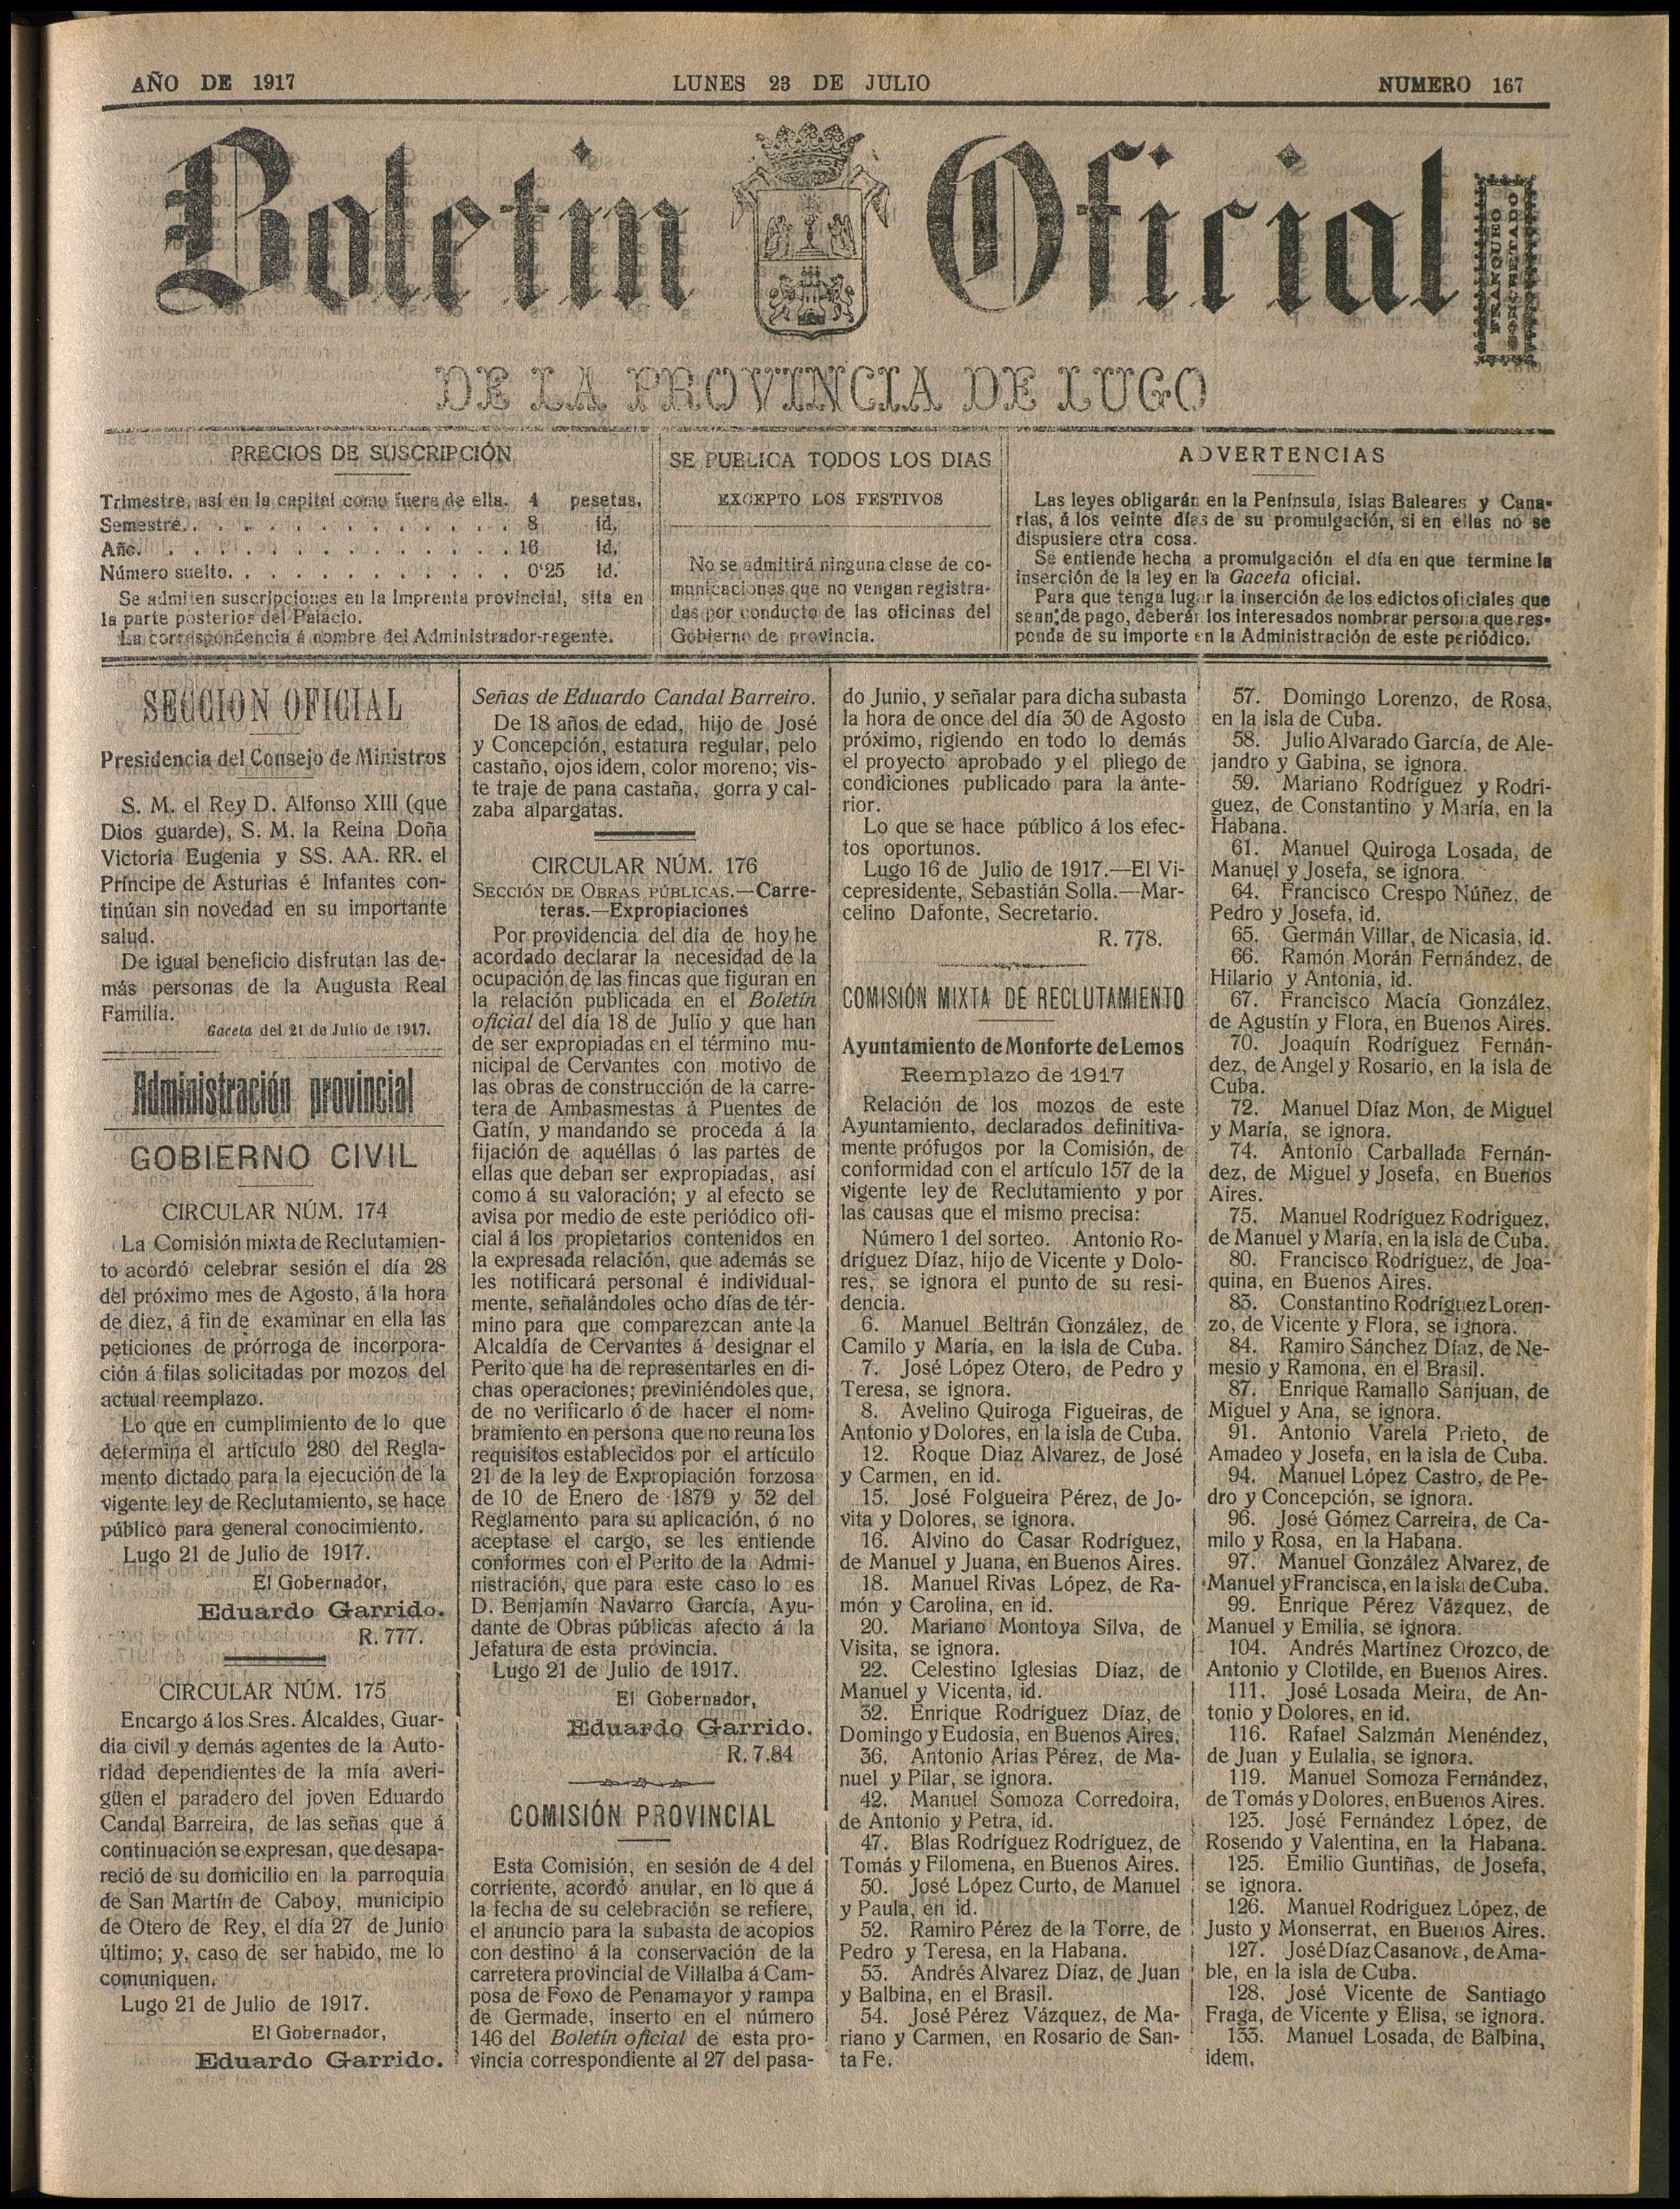 AÑO DE 1917
LUNES 23 DE JULIO
NUMERO 167
Boletin Oficial
FRANQUEO
CONCRETADO
DE LA PROVINCIA DE LUGO
PRECIOS DE SUSCRIPCIÓN
Trimestre, así en la capital como fuera de ella. 4 pesetas.
Semestre. . . . . . . . . . . . . . 8 id.
Año. . . . . . . . . . . . . . . . 16 id.
Número suelto. . . . . . . . . . . . 0'25 id.
Se admiten suscripciones en la Imprenta provincial, sita en
la parte posterior del Palacio.
La correspondencia á nombre del Administrador-regente.
SE PUBLICA TODOS LOS DIAS
EXCEPTO LOS FESTIVOS
No se admitirá ninguna clase de co-
municaciones que no vengan registra-
das por conducto de las oficinas del
Gobierno de provincia.
ADVERTENCIAS
Las leyes obligarán en la Península, islas Baleares y Cana-
rias, á los veinte días de su promulgación, si en ellas no se
dispusiere otra cosa.
Se entiende hecha a promulgación el día en que termine la
inserción de la ley en la Gaceta oficial.
Para que tenga lugar la inserción de los edictos oficiales que
sean de pago, deberán los interesados nombrar persona que res-
ponda de su importe en la Administración de este periódico.
SECCION OFICIAL
Presidencia del Consejo de Ministros
S. M. el Rey D. Alfonso XIII (que
Dios guarde), S. M. la Reina Doña
Victoria Eugenia y SS. AA. RR. el
Príncipe de Asturias é Infantes con-
tinúan sin novedad en su importante
salud.
De igual beneficio disfrutan las de-
más personas de la Augusta Real
Familia.
Gaceta del 21 de Julio de 1917.
Administración provincial
GOBIERNO CIVIL
CIRCULAR NÚM. 174
La Comisión mixta de Reclutamien-
to acordó celebrar sesión el día 28
del próximo mes de Agosto, á la hora
de diez, á fin de examinar en ella las
peticiones de prórroga de incorpora-
ción á filas solicitadas por mozos del
actual reemplazo.
Lo que en cumplimiento de lo que
determina el artículo 280 del Regla-
mento dictado para la ejecución de la
vigente ley de Reclutamiento, se hace
público para general conocimiento.
Lugo 21 de Julio de 1917.
El Gobernador,
Eduardo Garrido.
R. 777.
CIRCULAR NÚM. 175
Encargo á los Sres. Alcaldes, Guar-
dia civil y demás agentes de la Auto-
ridad dependientes de la mía averi-
güen el paradero del joven Eduardo
Candal Barreira, de las señas que á
continuación se expresan, que desapa-
reció de su domicilio en la parroquia
de San Martín de Caboy, municipio
de Otero de Rey, el día 27 de Junio
último; y, caso de ser habido, me lo
comuniquen.
Lugo 21 de Julio de 1917.
El Gobernador,
Eduardo Garrido.
Señas de Eduardo Candal Barreiro.
De 18 años de edad, hijo de José
y Concepción, estatura regular, pelo
castaño, ojos idem, color moreno; vis-
te traje de pana castaña, gorra y cal-
zaba alpargatas.
CIRCULAR NÚM. 176
SECCIÓN DE OBRAS PÚBLICAS.—Carre-
teras.—Expropiaciones
Por providencia del día de hoy he
acordado declarar la necesidad de la
ocupación de las fincas que figuran en
la relación publicada en el Boletín
oficial del día 18 de Julio y que han
de ser expropiadas en el término mu-
nicipal de Cervantes con motivo de
las obras de construcción de la carre-
tera de Ambasmestas á Puentes de
Gatín, y mandando se proceda á la
fijación de aquéllas ó las partes de
ellas que deban ser expropiadas, así
como á su valoración; y al efecto se
avisa por medio de este periódico ofi-
cial á los propietarios contenidos en
la expresada relación, que además se
les notificará personal é individual-
mente, señalándoles ocho días de tér-
mino para que comparezcan ante la
Alcaldía de Cervantes á designar el
Perito que ha de representarles en di-
chas operaciones; previniéndoles que,
de no verificarlo ó de hacer el nom-
bramiento en persona que no reuna los
requisitos establecidos por el artículo
21 de la ley de Expropiación forzosa
de 10 de Enero de 1879 y 32 del
Reglamento para su aplicación, ó no
aceptase el cargo, se les entiende
conformes con el Perito de la Admi-
nistración, que para este caso lo es
D. Benjamín Navarro García, Ayu-
dante de Obras públicas afecto á la
Jefatura de esta provincia.
Lugo 21 de Julio de 1917.
El Gobernador,
Eduardo Garrido.
R. 7.84
COMISIÓN PROVINCIAL
Esta Comisión, en sesión de 4 del
corriente, acordó anular, en lo que á
la fecha de su celebración se refiere,
el anuncio para la subasta de acopios
con destino á la conservación de la
carretera provincial de Villalba á Cam-
posa de Foxo de Penamayor y rampa
de Germade, inserto en el número
146 del Boletín oficial de esta pro-
vincia correspondiente al 27 del pasa-
do Junio, y señalar para dicha subasta
la hora de once del día 30 de Agosto
próximo, rigiendo en todo lo demás
el proyecto aprobado y el pliego de
condiciones publicado para la ante-
rior.
Lo que se hace público á los efec-
tos oportunos.
Lugo 16 de Julio de 1917.—El Vi-
cepresidente, Sebastián Solla.—Mar-
celino Dafonte, Secretario.
R. 778.
COMISIÓN MIXTA DE RECLUTAMIENTO
Ayuntamiento de Monforte de Lemos
Reemplazo de 1917
Relación de los mozos de este
Ayuntamiento, declarados definitiva-
mente prófugos por la Comisión, de
conformidad con el artículo 157 de la
vigente ley de Reclutamiento y por
las causas que el mismo precisa:
Número 1 del sorteo. Antonio Ro-
dríguez Díaz, hijo de Vicente y Dolo-
res, se ignora el punto de su resi-
dencia.
6. Manuel Beltrán González, de
Camilo y María, en la isla de Cuba.
7. José López Otero, de Pedro y
Teresa, se ignora.
8. Avelino Quiroga Figueiras, de
Antonio y Dolores, en la isla de Cuba.
12. Roque Diaz Alvarez, de José
y Carmen, en id.
15. José Folgueira Pérez, de Jo-
vita y Dolores, se ignora.
16. Alvino do Casar Rodríguez,
de Manuel y Juana, en Buenos Aires.
18. Manuel Rivas López, de Ra-
món y Carolina, en id.
20. Mariano Montoya Silva, de
Visita, se ignora.
22. Celestino Iglesias Díaz, de
Manuel y Vicenta, id.
32. Enrique Rodríguez Díaz, de
Domingo y Eudosia, en Buenos Aires.
36. Antonio Arias Pérez, de Ma-
nuel y Pilar, se ignora.
42. Manuel Somoza Corredoira,
de Antonio y Petra, id.
47. Blas Rodríguez Rodríguez, de
Tomás y Filomena, en Buenos Aires.
50. José López Curto, de Manuel
y Paula, en id.
52. Ramiro Pérez de la Torre, de
Pedro y Teresa, en la Habana.
53. Andrés Alvarez Díaz, de Juan
y Balbina, en el Brasil.
54. José Pérez Vázquez, de Ma-
riano y Carmen, en Rosario de San-
ta Fe.
57. Domingo Lorenzo, de Rosa,
en la isla de Cuba.
58. Julio Alvarado García, de Ale-
jandro y Gabina, se ignora.
59. Mariano Rodríguez y Rodrí-
guez, de Constantino y María, en la
Habana.
61. Manuel Quiroga Losada, de
Manuel y Josefa, se ignora.
64. Francisco Crespo Núñez, de
Pedro y Josefa, id.
65. Germán Villar, de Nicasia, id.
66. Ramón Morán Fernández, de
Hilario y Antonia, id.
67. Francisco Macía González,
de Agustín y Flora, en Buenos Aires.
70. Joaquín Rodríguez Fernán-
dez, de Angel y Rosario, en la isla de
Cuba.
72. Manuel Díaz Mon, de Miguel
y María, se ignora.
74. Antonio Carballada Fernán-
dez, de Miguel y Josefa, en Buenos
Aires.
75. Manuel Rodríguez Rodriguez,
de Manuel y María, en la isla de Cuba.
80. Francisco Rodríguez, de Joa-
quina, en Buenos Aires.
83. Constantino Rodríguez Loren-
zo, de Vicente y Flora, se ignora.
84. Ramiro Sánchez Díaz, de Ne-
mesio y Ramona, en el Brasil.
87. Enrique Ramallo Sanjuan, de
Miguel y Ana, se ignora.
91. Antonio Varela Prieto, de
Amadeo y Josefa, en la isla de Cuba.
94. Manuel López Castro, de Pe-
dro y Concepción, se ignora.
96. José Gómez Carreira, de Ca-
milo y Rosa, en la Habana.
97. Manuel González Alvarez, de
Manuel y Francisca, en la isla de Cuba.
99. Enrique Pérez Vázquez, de
Manuel y Emilia, se ignora.
104. Andrés Martínez Orozco, de
Antonio y Clotilde, en Buenos Aires.
111. José Losada Meira, de An-
tonio y Dolores, en id.
116. Rafael Salzmán Menéndez,
de Juan y Eulalia, se ignora.
119. Manuel Somoza Fernández,
de Tomás y Dolores, en Buenos Aires.
123. José Fernández López, de
Rosendo y Valentina, en la Habana.
125. Emilio Guntiñas, de Josefa,
se ignora.
126. Manuel Rodriguez López, de
Justo y Monserrat, en Buenos Aires.
127. José Díaz Casanova, de Ama-
ble, en la isla de Cuba.
128. José Vicente de Santiago
Fraga, de Vicente y Elisa, se ignora.
133. Manuel Losada, de Balbina,
idem.